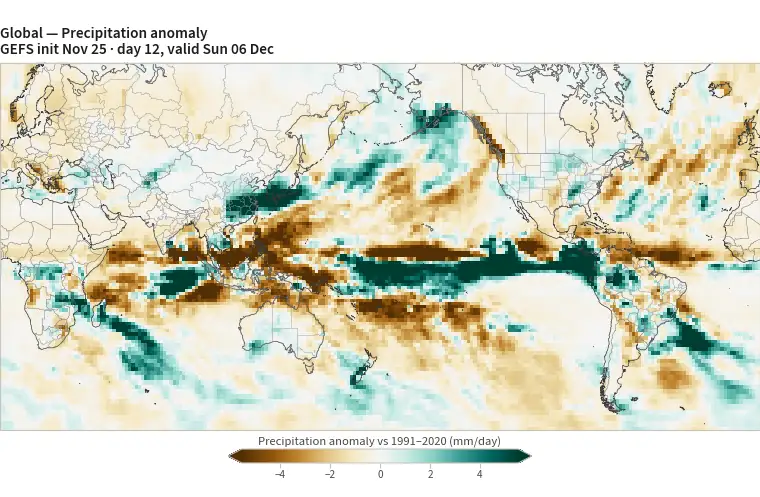 Global — Precipitation anomaly
GEFS init Nov 25 · day 12, valid Sun 06 Dec
Precipitation anomaly vs 1991–2020 (mm/day)
−4 −2 0 2 4